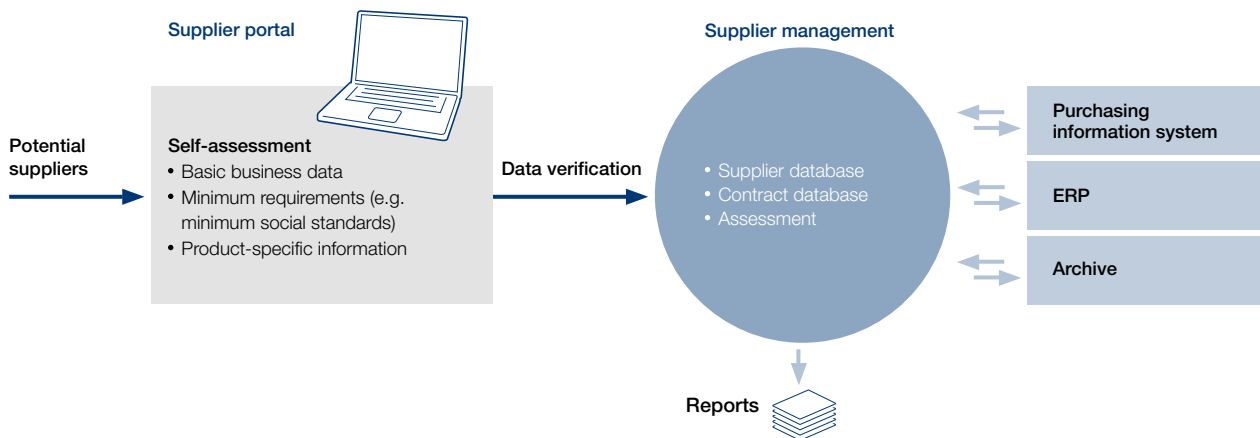 Supplier portal
Supplier management
Potential
suppliers
Self-assessment
• Basic business data
• Minimum requirements (e.g.
minimum social standards)
• Product-specific information
Data verification
• Supplier database
• Contract database
• Assessment
Purchasing
information system
ERP
Archive
Reports